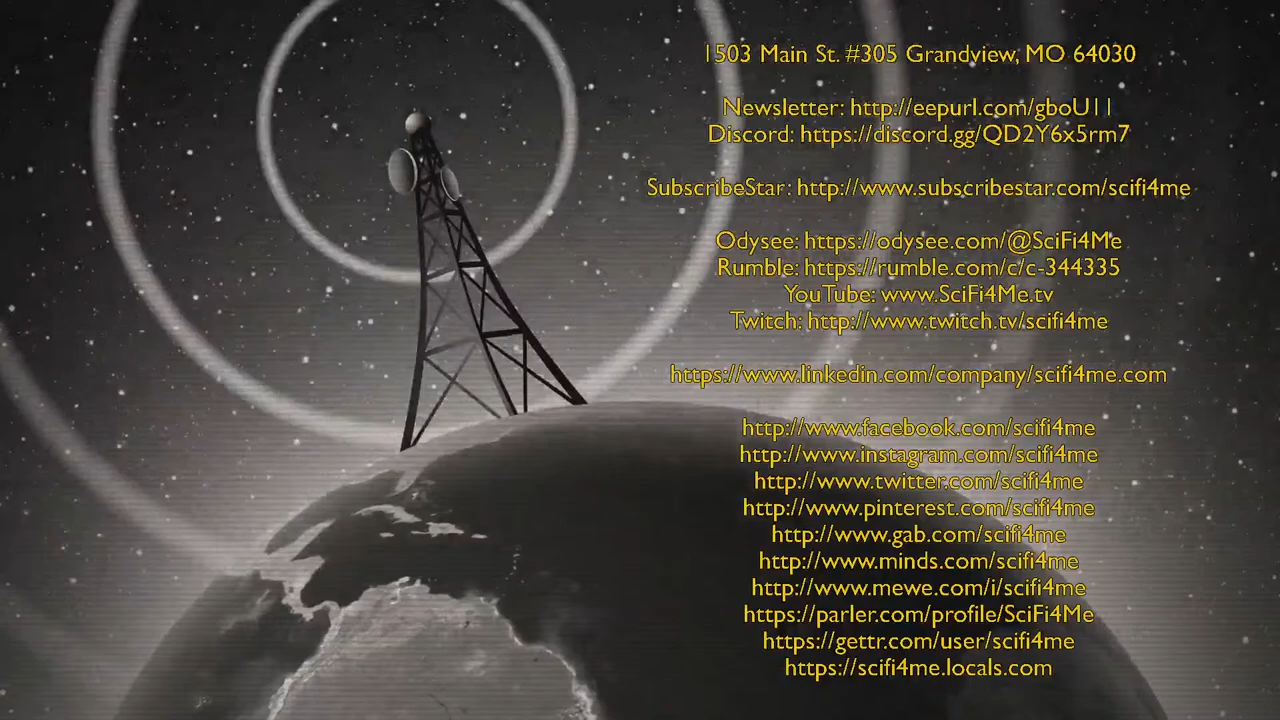 1503 Main St. #305 Grandview, MO 64030
Newsletter: http://eepurl.com/gboU11
Discord: https://discord.gg/QD2Y6x5rm7
SubscribeStar: http://www.subscribestar.com/scifi4me
Odysee: https://odysee.com/@SciFi4Me
Rumble: https://rumble.com/c/c-344335
YouTube: www.SciFi4Me.tv
Twitch: http://www.twitch.tv/scifi4me
https://www.linkedin.com/company/scifi4me.com
http://www.facebook.com/scifi4me
http://www.instagram.com/scifi4me
http://www.twitter.com/scifi4me
http://www.pinterest.com/scifi4me
http://www.gab.com/scifi4me
http://www.minds.com/scifi4me
http://www.mewe.com/i/scifi4me
https://parler.com/profile/SciFi4Me
https://gettr.com/user/scifi4me
https://scifi4me.locals.com